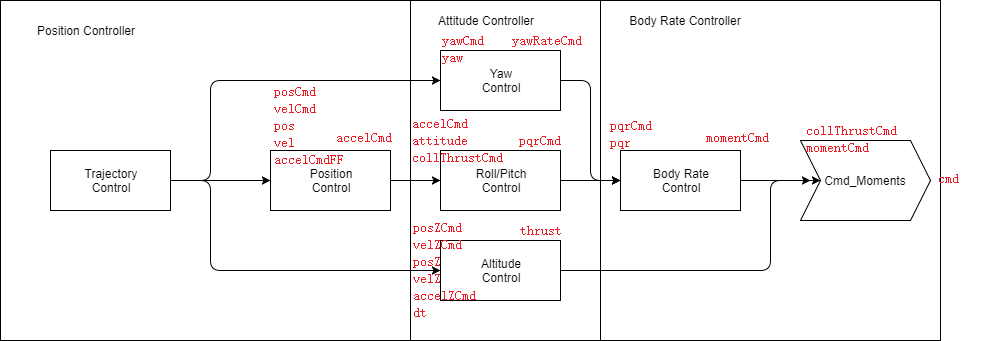 Position Controller
Attitude Controller
Body Rate Controller
yawCmd
yawRateCmd
yaw
Yaw
Control
posCmd
velCmd
pos
vel
accelCmd
accelCmdFF
Trajectory
Control
Position
Control
accelCmd
attitude
pqrCmd
collThrustCmd
Roll/Pitch
Control
pqrCmd
pqr
momentCmd
Body Rate
Control
collThrustCmd
momentCmd
Cmd_Moments
cmd
posZCmd
thrust
velZCmd
posZ
velZ
accelZCmd
dt
Altitude
Control